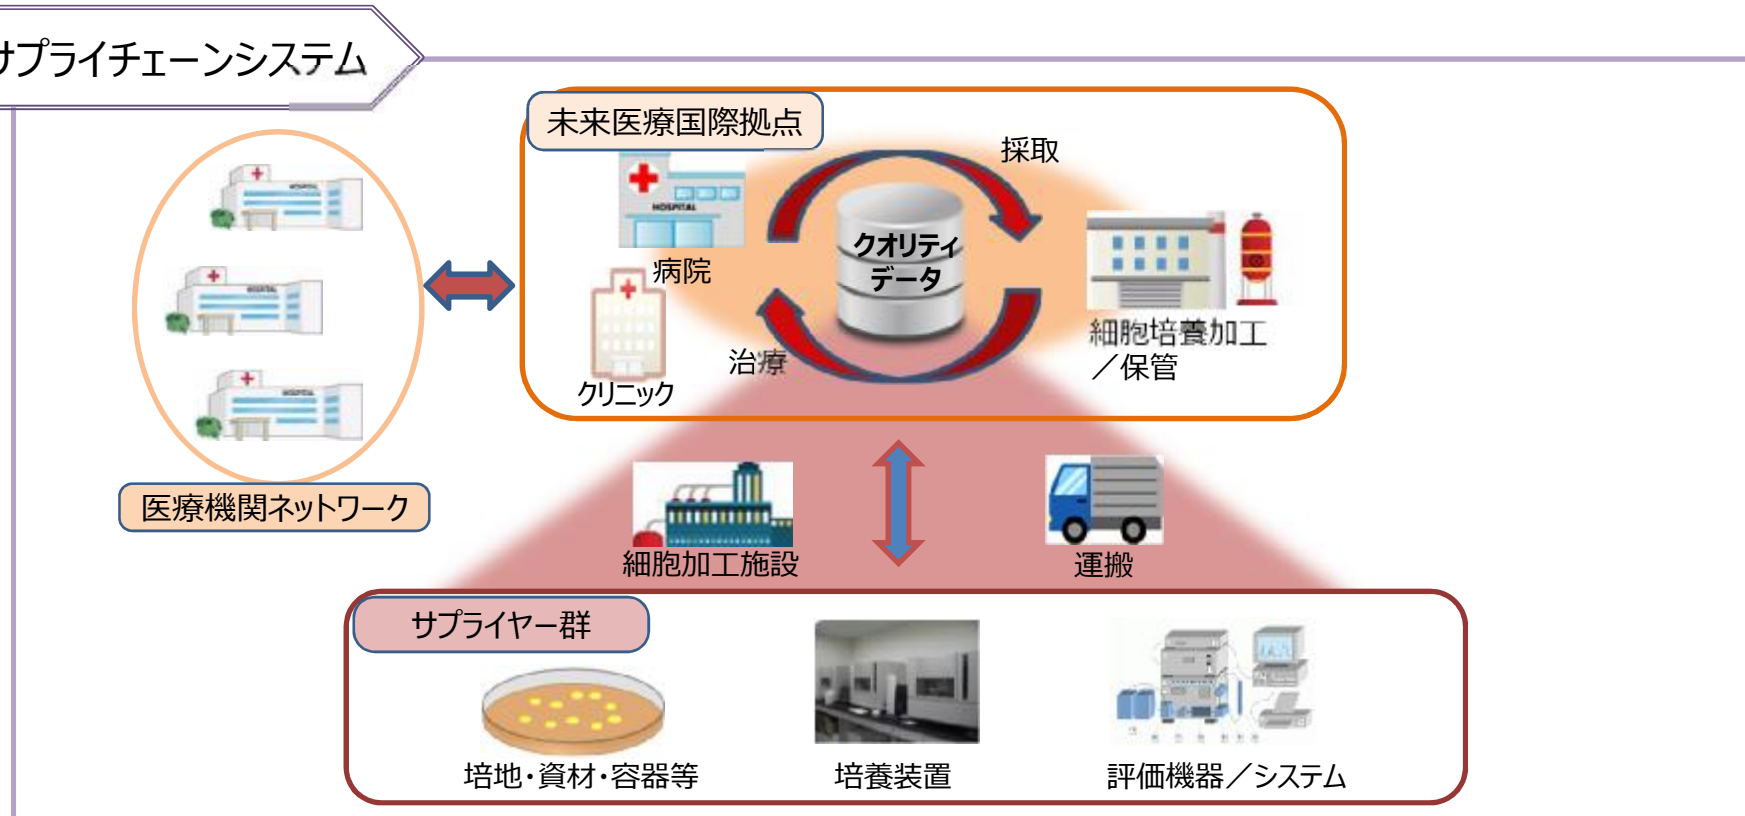 サプライチェーンシステム
未来医療国際拠点
採取
HOSPITAL
HOSPITAL
クオリティ
データ
病院
HOSPITAL
細胞培養加工
／保管
治療
クリニック
HOSPITAL
医療機関ネットワーク
細胞加工施設
運搬
サプライヤー群
培地・資材・容器等
培養装置
評価機器／システム